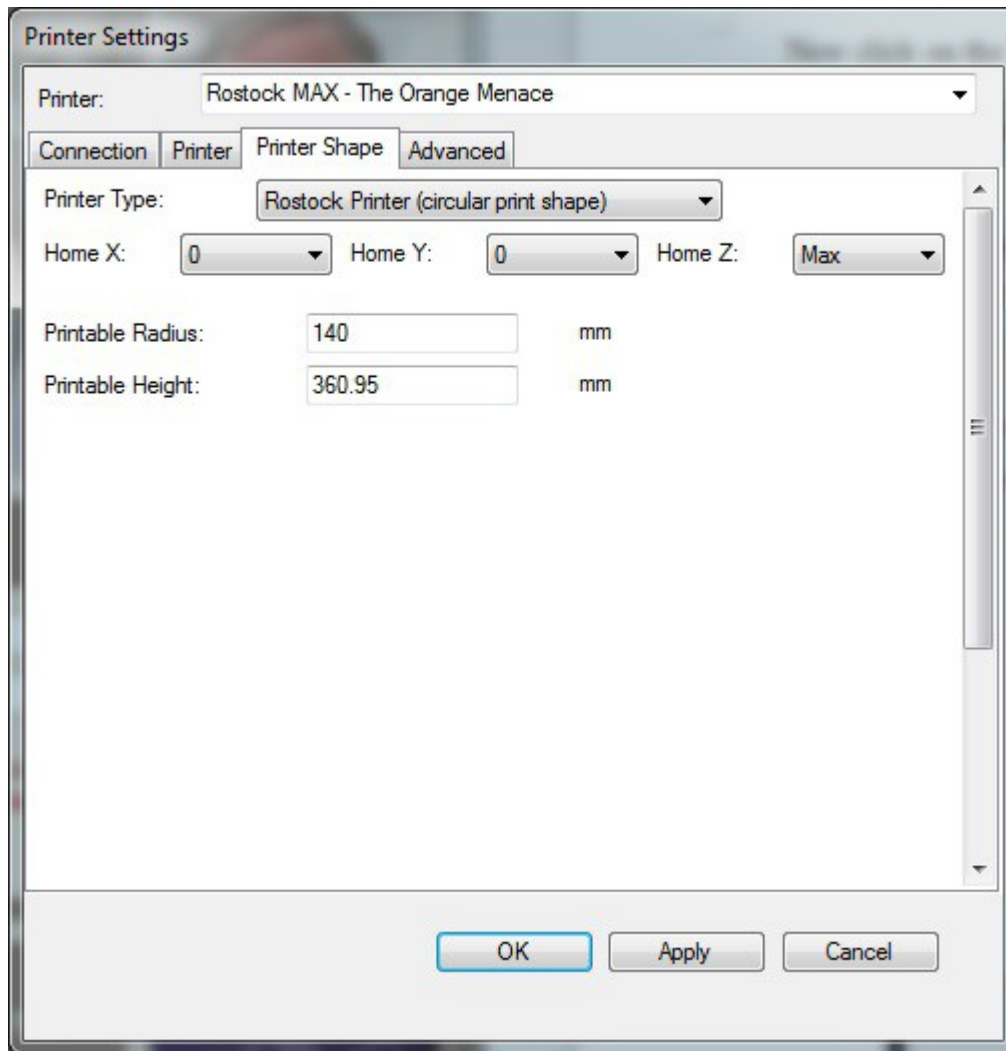 Printer Settings
Printer: Rostock MAX - The Orange Menace
Connection Printer Printer Shape Advanced
Printer Type: Rostock Printer (circular print shape)
Home X: 0 Home Y: 0 Home Z: Max
Printable Radius: 140 mm
Printable Height: 360.95 mm
OK Apply Cancel